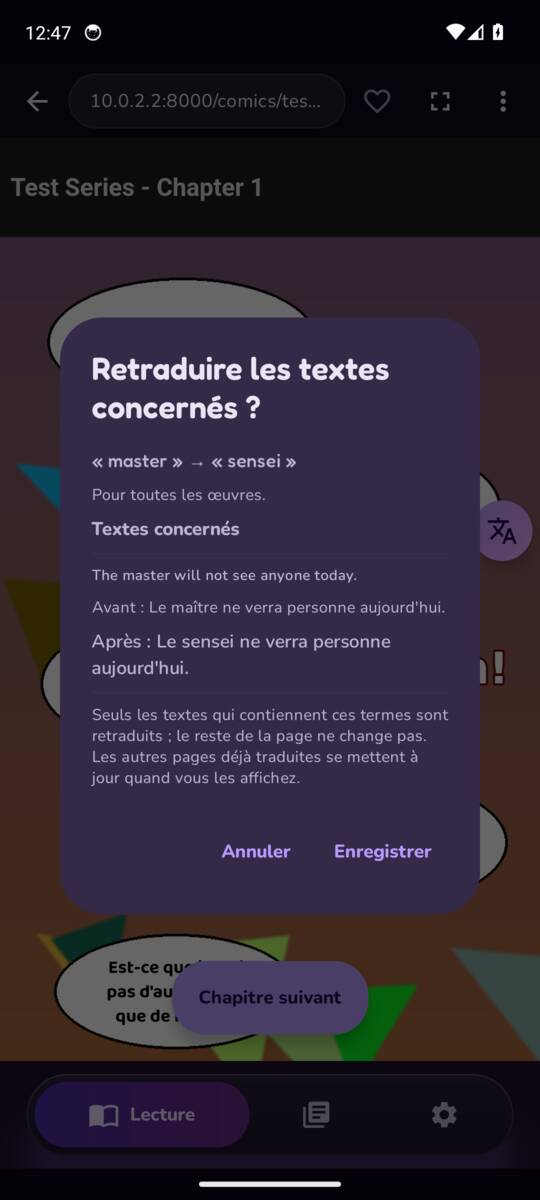 12:47
10.0.2.2:8000/comics/tes...
Test Series - Chapter 1
Retraduire les textes
concernés ?
« master » → « sensei »
Pour toutes les œuvres.
Textes concernés
The master will not see anyone today.
Avant : Le maître ne verra personne aujourd'hui.
Après : Le sensei ne verra personne
aujourd'hui.
Seuls les textes qui contiennent ces termes sont
retraduits ; le reste de la page ne change pas.
Les autres pages déjà traduites se mettent à
jour quand vous les affichez.
Annuler Enregistrer
Est-ce
pas
que de
Chapitre suivant
Lecture